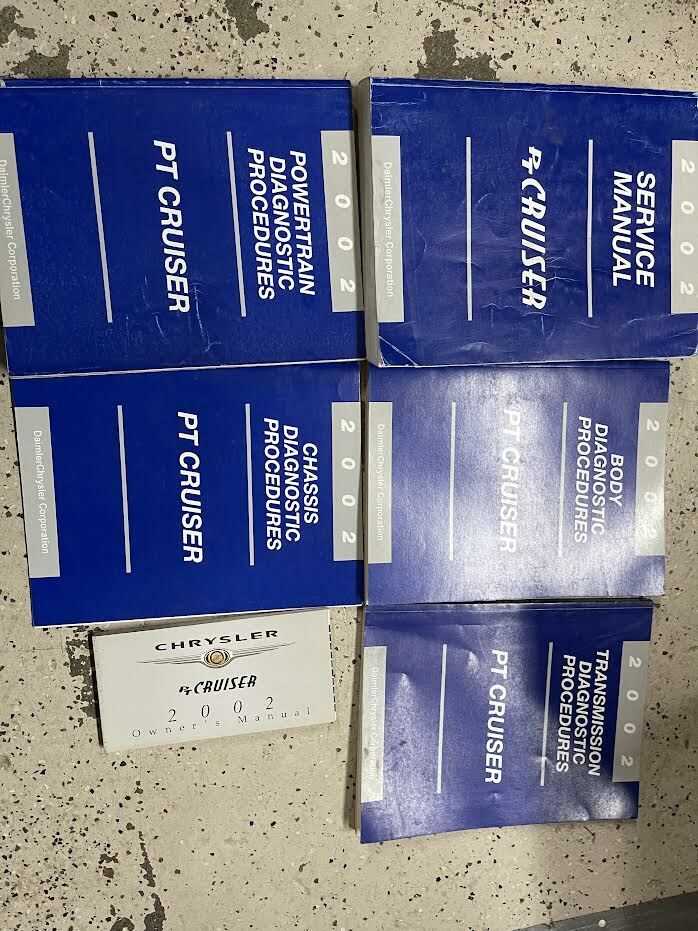 2002
POWERTRAIN
DIAGNOSTIC
PROCEDURES
PT CRUISER
DaimlerChrysler Corporation
2002
SERVICE
MANUAL
PT CRUISER
DaimlerChrysler Corporation
2002
CHASSIS
DIAGNOSTIC
PROCEDURES
PT CRUISER
DaimlerChrysler Corporation
2002
BODY
DIAGNOSTIC
PROCEDURES
PT CRUISER
DaimlerChrysler Corporation
CHRYSLER
PT CRUISER
2002
Owner's Manual
2002
TRANSMISSION
DIAGNOSTIC
PROCEDURES
PT CRUISER
DaimlerChrysler Corporation